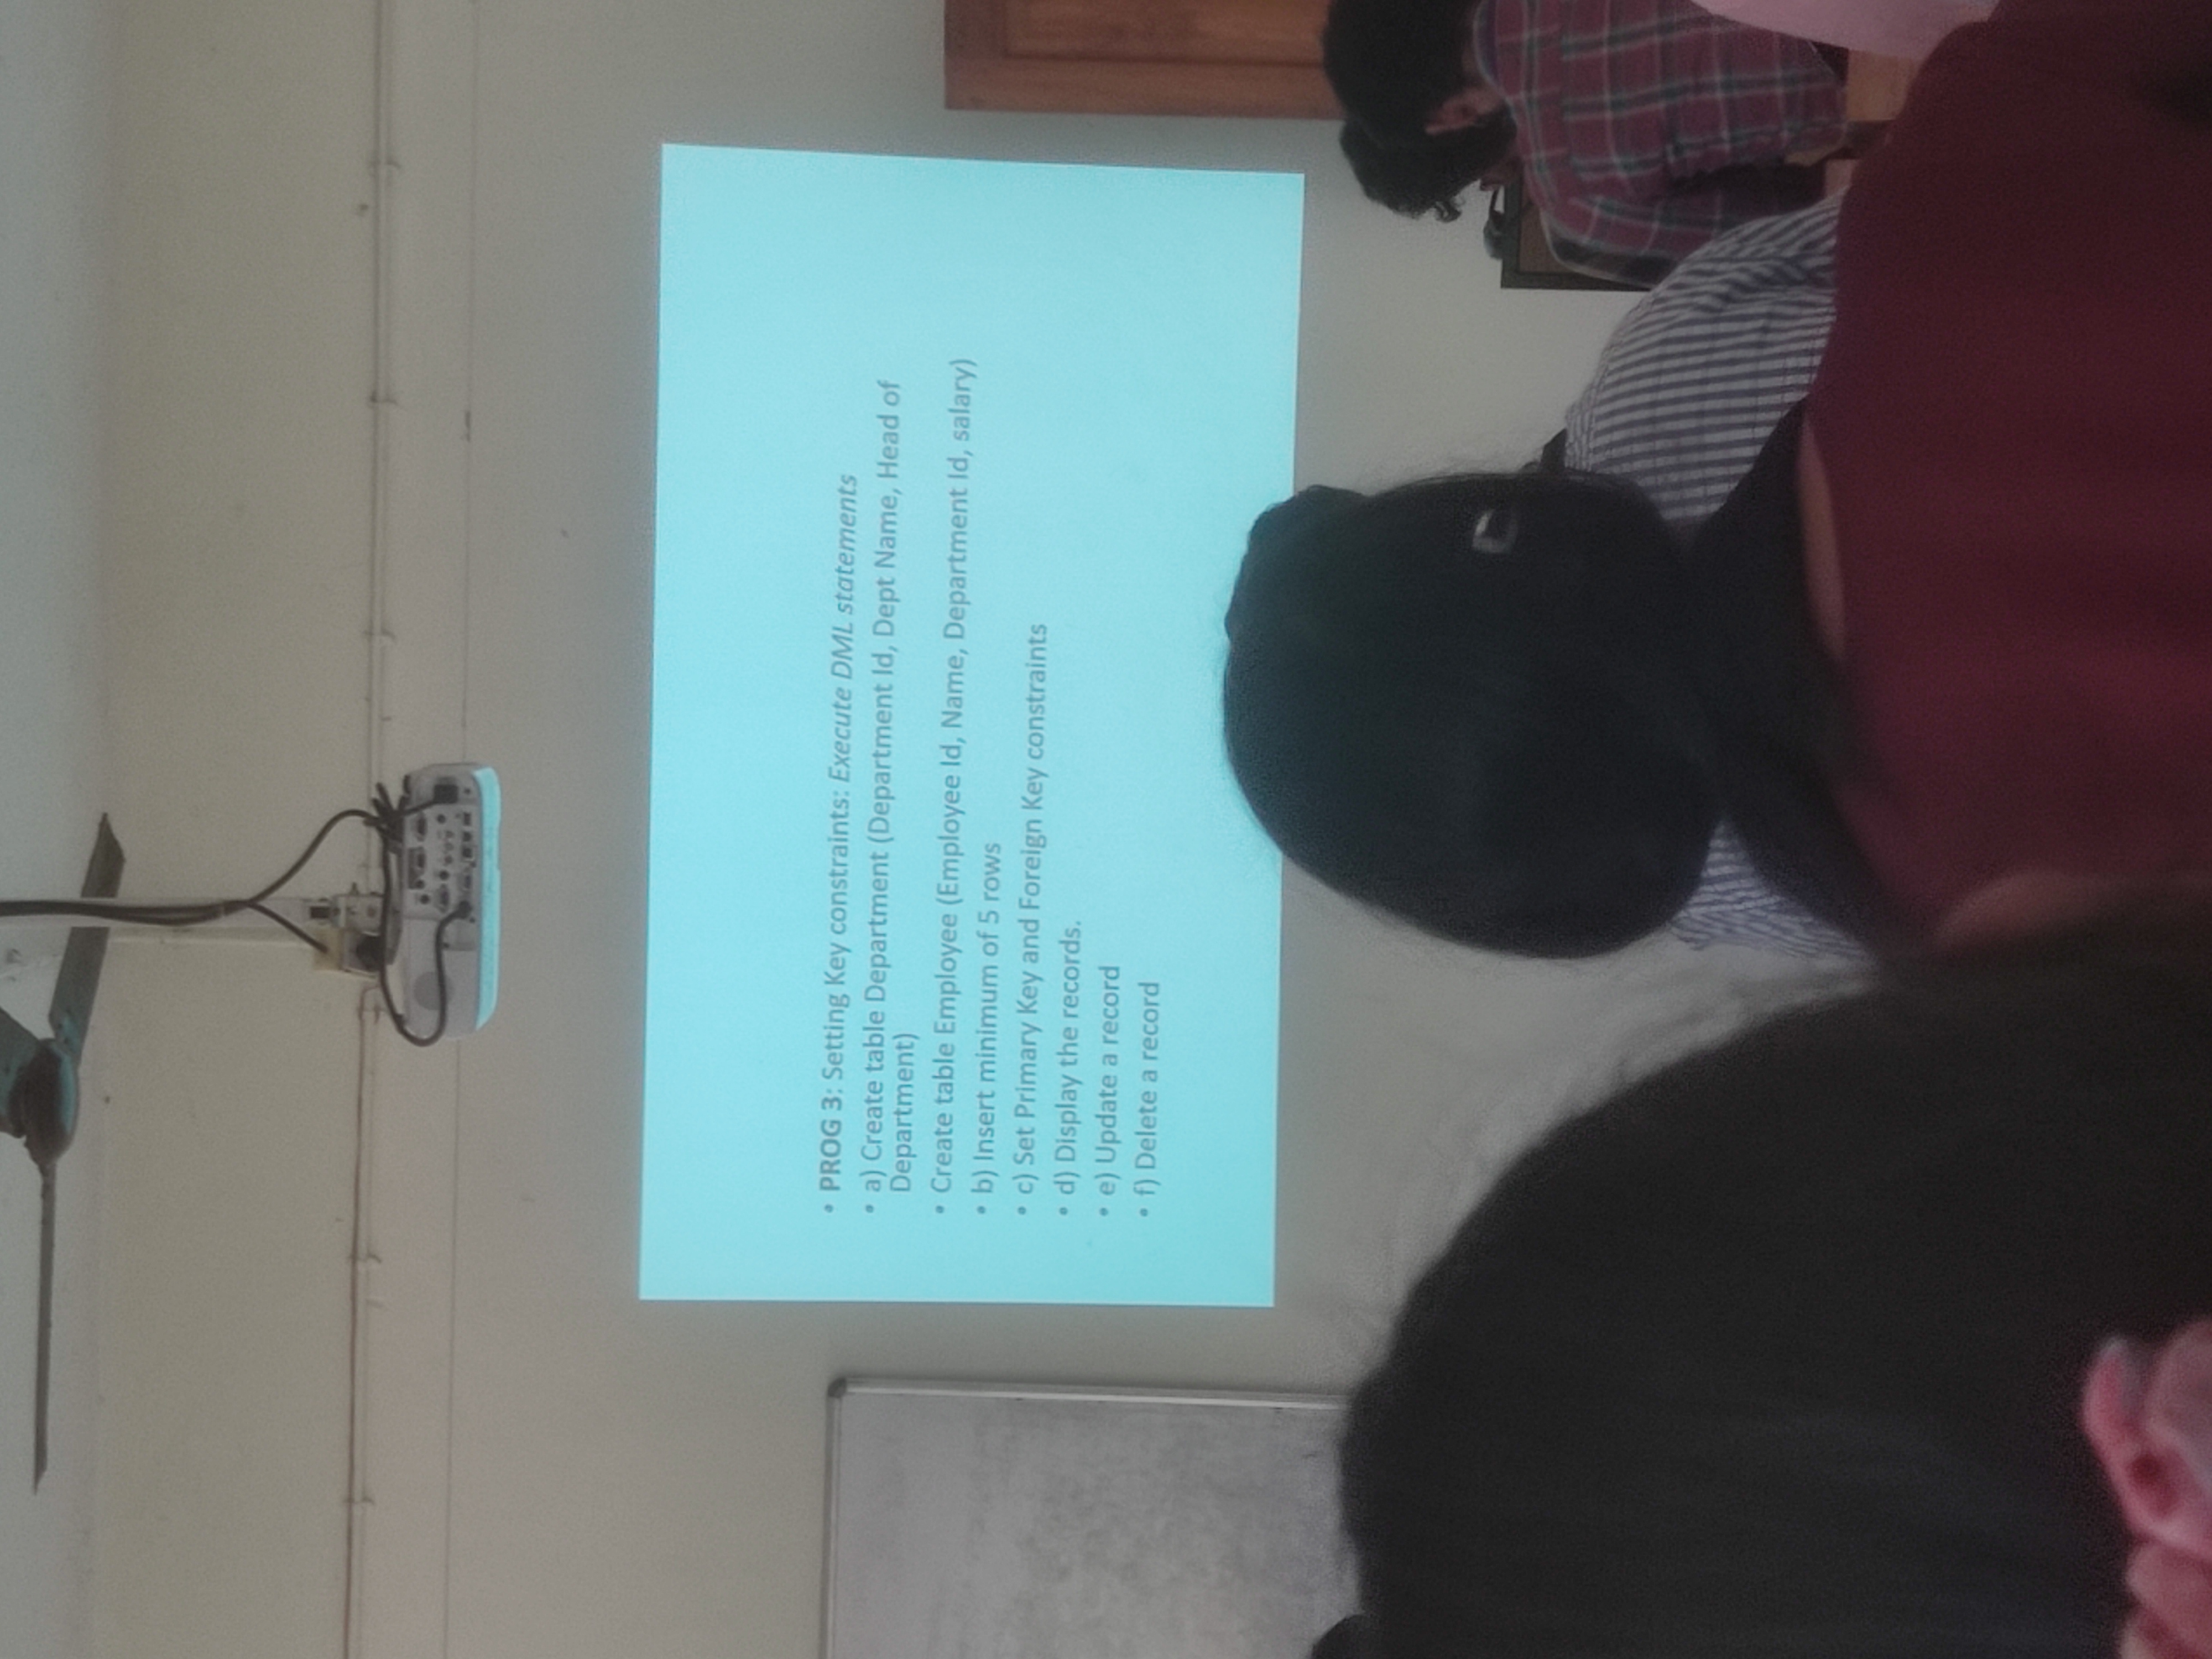 • PROG 3: Setting Key constraints: Execute DML statements
• a) Create table Department (Department Id, Dept Name, Head of
Department)
• Create table Employee (Employee Id, Name, Department Id, salary)
• b) Insert minimum of 5 rows
• c) Set Primary Key and Foreign Key constraints
• d) Display the records.
• e) Update a record
• f) Delete a record